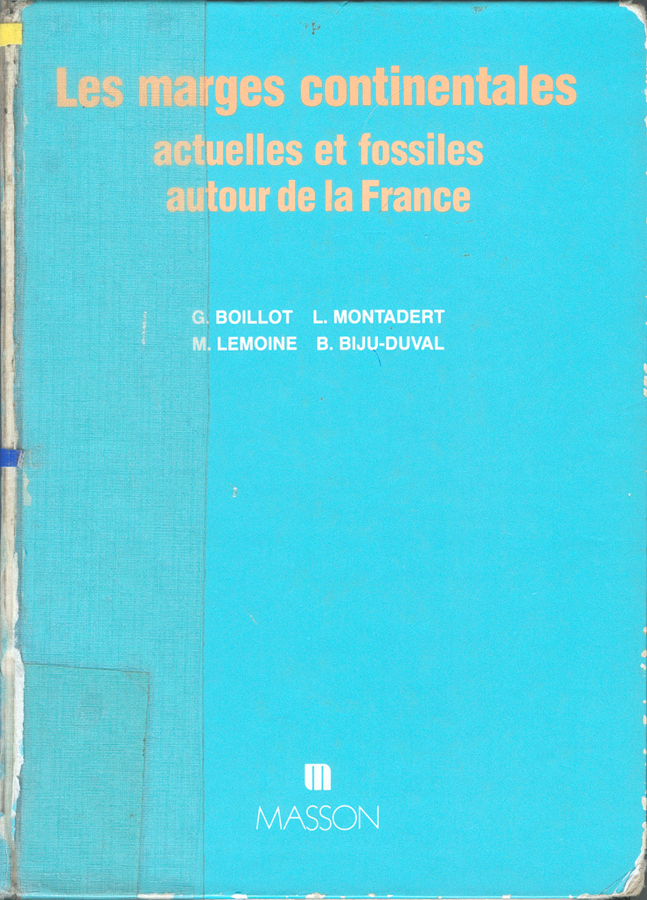 Les marges continentales
actuelles et fossiles
autour de la France
G. BOILLOT L. MONTADERT
M. LEMOINE B. BIJU-DUVAL
m
MASSON